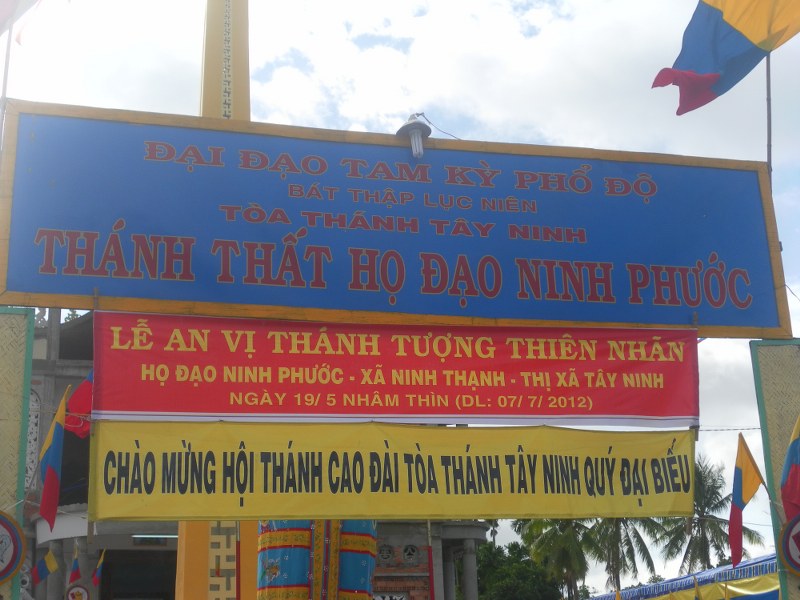 ĐẠI ĐẠO TAM KỲ PHỔ ĐỘ
BÁT THẬP LỤC NIÊN
TÒA THÁNH TÂY NINH
THÁNH THẤT HỌ ĐẠO NINH PHƯỚC
LỄ AN VỊ THÁNH TƯỢNG THIÊN NHÃN
HỌ ĐẠO NINH PHƯỚC - XÃ NINH THẠNH - THỊ XÃ TÂY NINH
NGÀY 19/ 5 NHÂM THÌN (DL: 07/ 7/ 2012)
CHÀO MỪNG HỘI THÁNH CAO ĐÀI TÒA THÁNH TÂY NINH QUÝ ĐẠI BIỂU